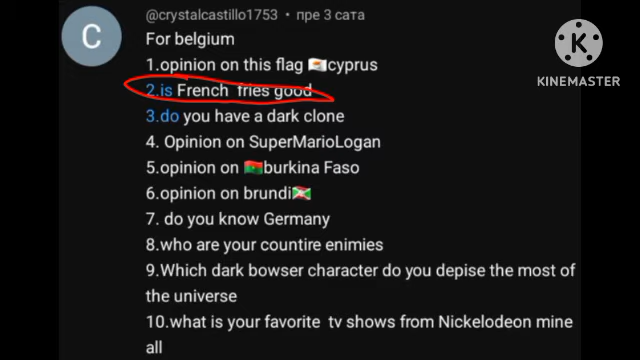 @crystalcastillo1753 • пре 3 сата
C
For belgium
1.opinion on this flag 🇨🇾cyprus
2.is French fries good
3.do you have a dark clone
4. Opinion on SuperMarioLogan
5.opinion on 🇧🇫burkina Faso
6.opinion on brundi🇧🇮
7. do you know Germany
8.who are your countire enimies
9.Which dark bowser character do you depise the most of
the universe
10.what is your favorite tv shows from Nickelodeon mine
all
K
KINEMASTER